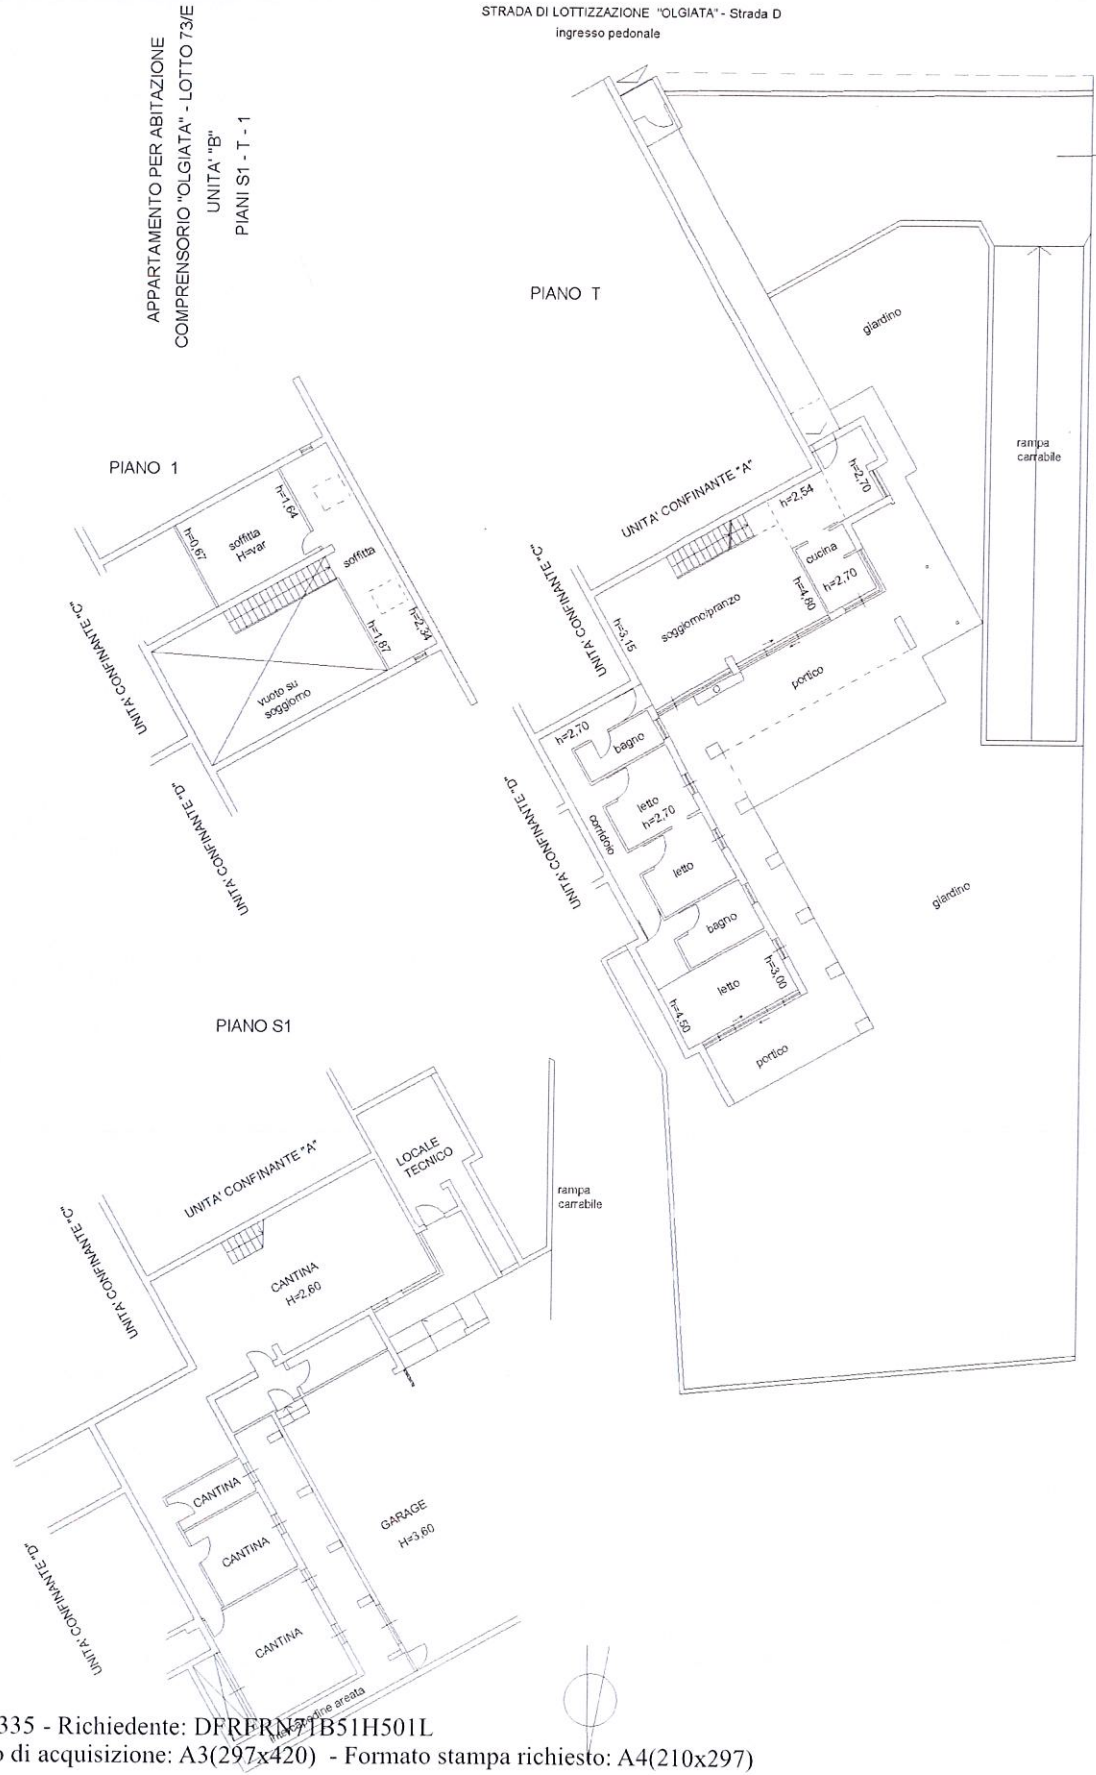 STRADA DI LOTTIZZAZIONE "OLGIATA" - Strada D
ingresso pedonale
APPARTAMENTO PER ABITAZIONE
COMPRENSORIO "OLGIATA" - LOTTO 73/E
UNITA' "B"
PIANI S1 - T - 1
PIANO T
giardino
rampa
carrabile
UNITA' CONFINANTE "A"
h=2,54
h=2,70
cucina
h=2,70
h=4,80
soggiorno/pranzo
h=3,15
UNITA' CONFINANTE "C"
portico
h=2,70
bagno
letto
h=2,70
corridoio
letto
bagno
letto
h=3,00
h=4,50
portico
UNITA' CONFINANTE "D"
giardino
PIANO 1
h=1,64
soffitta
H=var
h=0,67
soffitta
h=2,34
h=1,87
vuoto su
soggiorno
UNITA' CONFINANTE "C"
UNITA' CONFINANTE "D"
PIANO S1
UNITA' CONFINANTE "A"
LOCALE
TECNICO
rampa
carrabile
UNITA' CONFINANTE "C"
CANTINA
H=2,60
CANTINA
CANTINA
CANTINA
GARAGE
H=3,60
UNITA' CONFINANTE "D"
intercapedine areata
335 - Richiedente: DFRFRN71B51H501L
o di acquisizione: A3(297x420) - Formato stampa richiesto: A4(210x297)